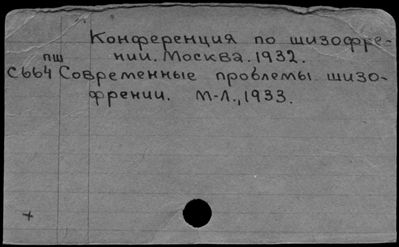 Конференция по шизофре-
нии. Москва. 1932.
пш
С664 Современные проблемы шизо-
френии. М-Л., 1933.
+